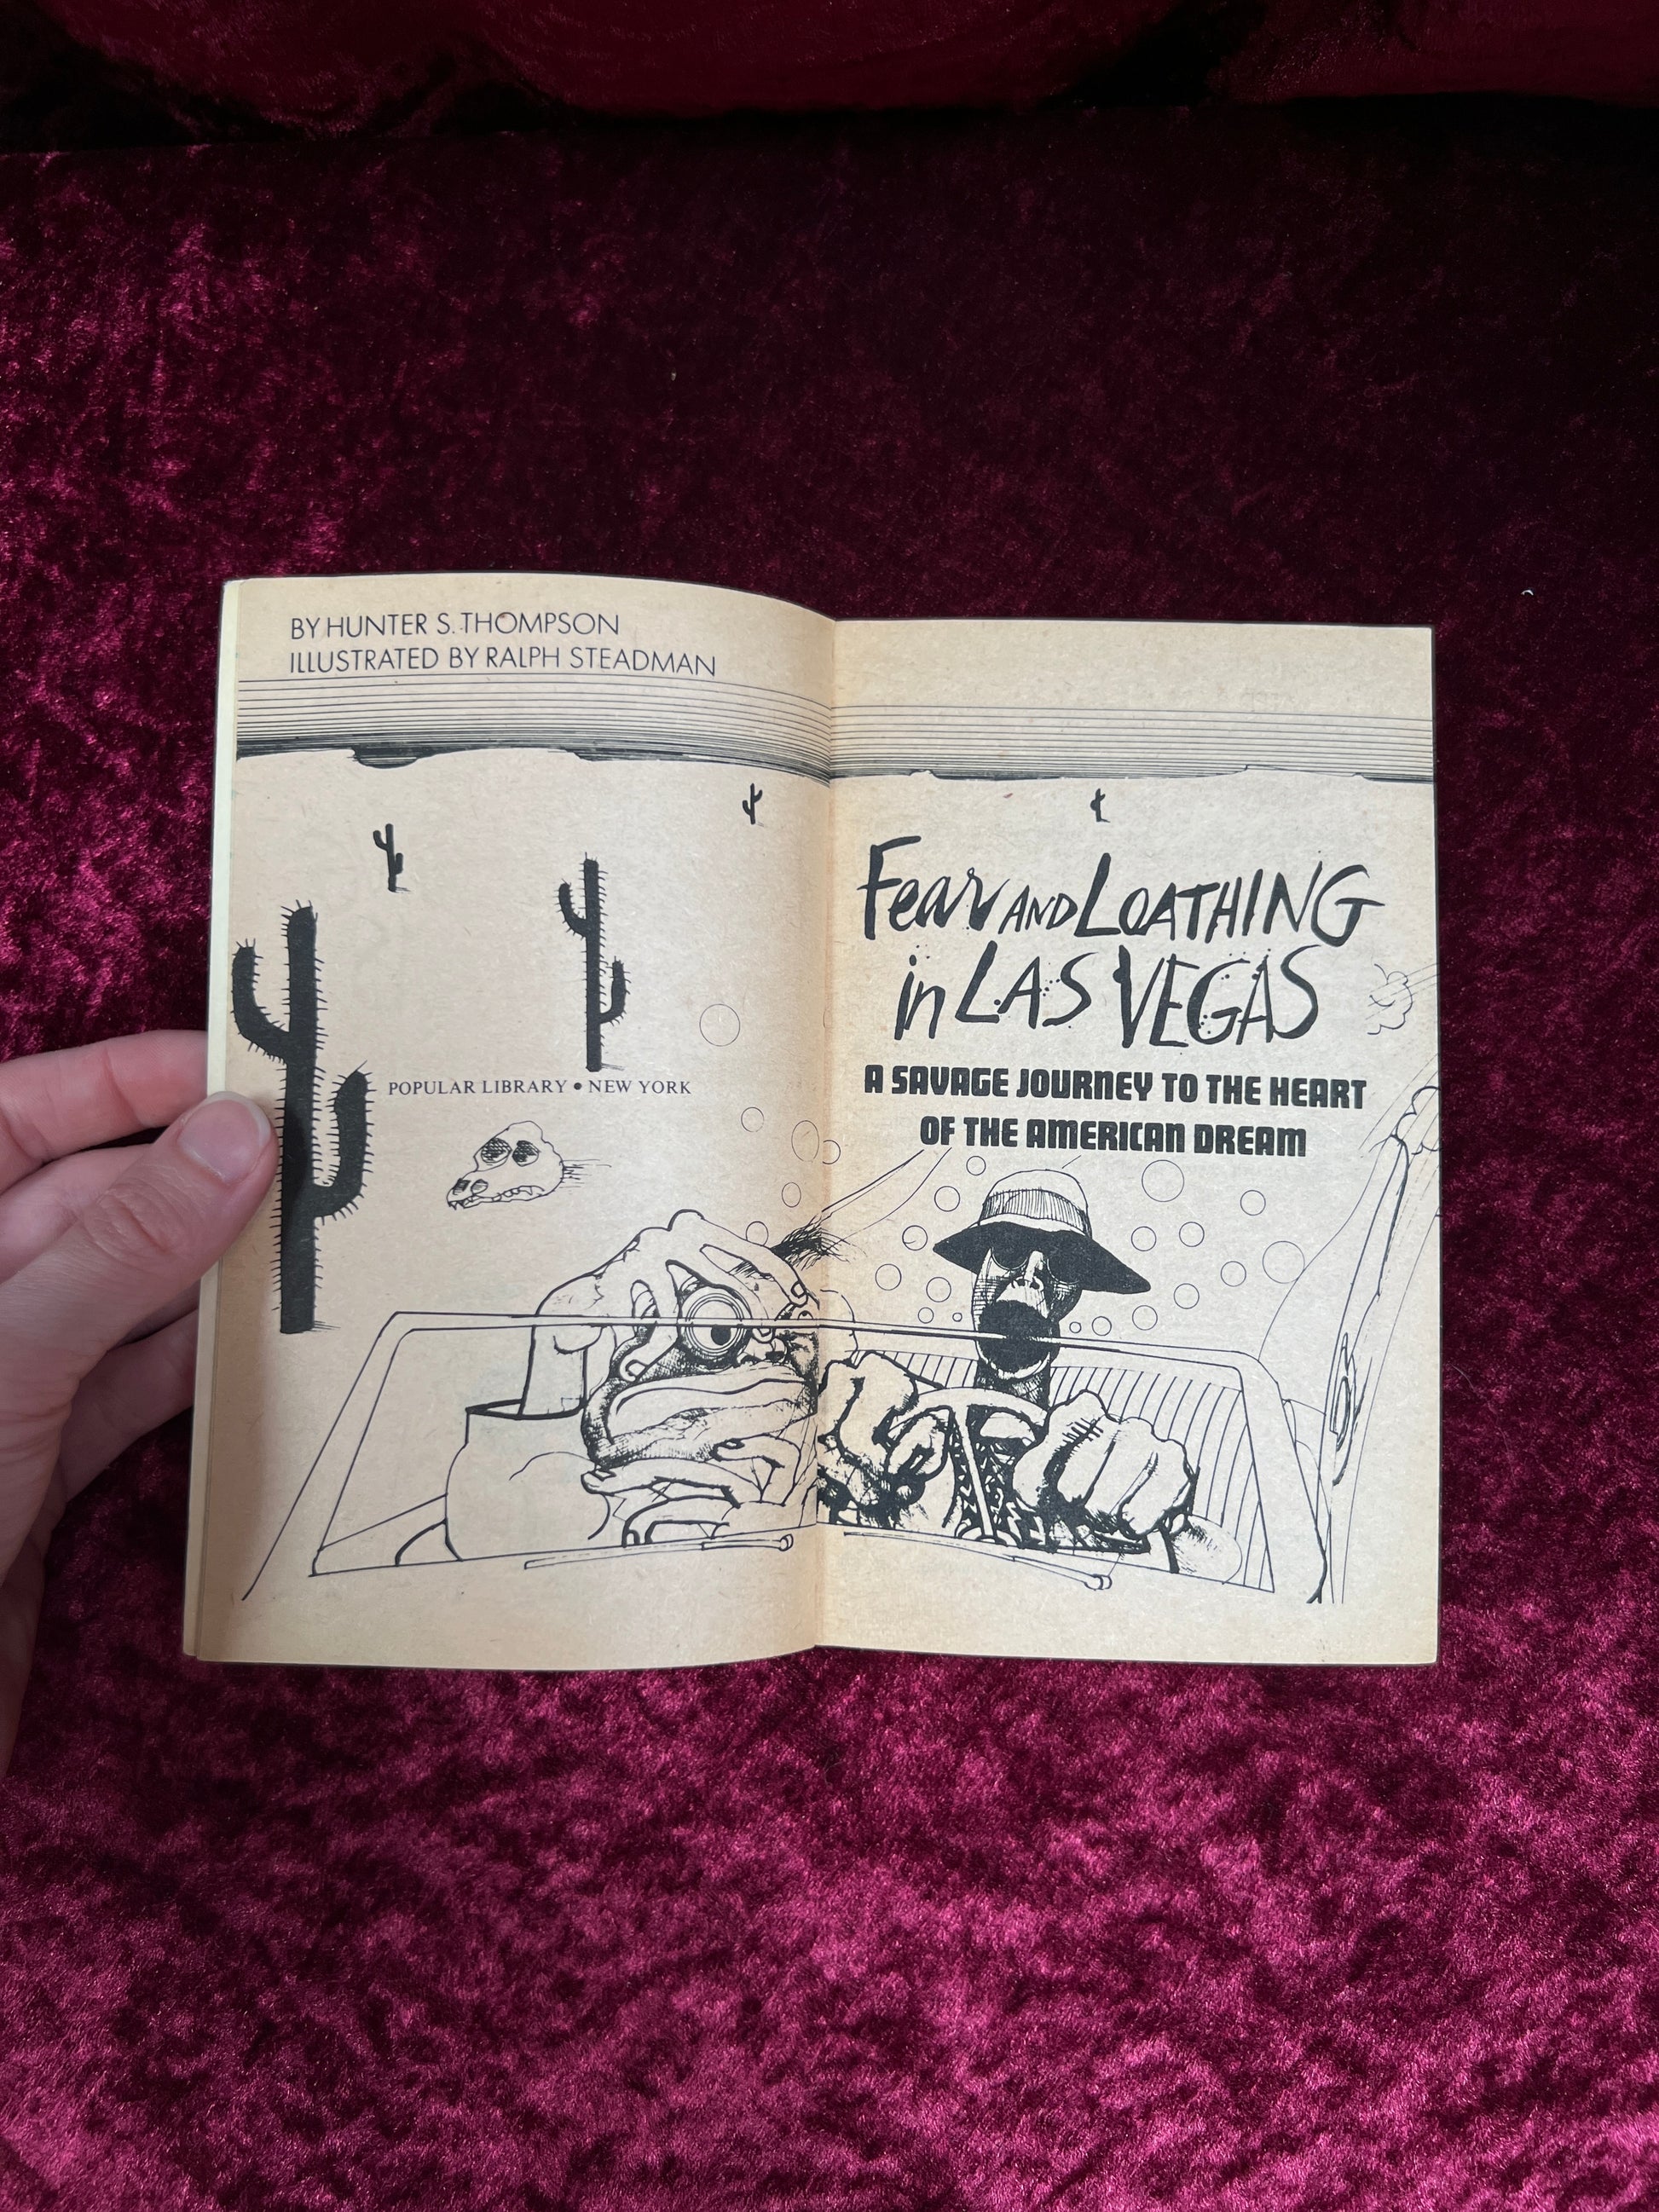 BY HUNTER S. THOMPSON
ILLUSTRATED BY RALPH STEADMAN
POPULAR LIBRARY • NEW YORK
Fear AND LOATHING
in LAS VEGAS
A SAVAGE JOURNEY TO THE HEART
OF THE AMERICAN DREAM